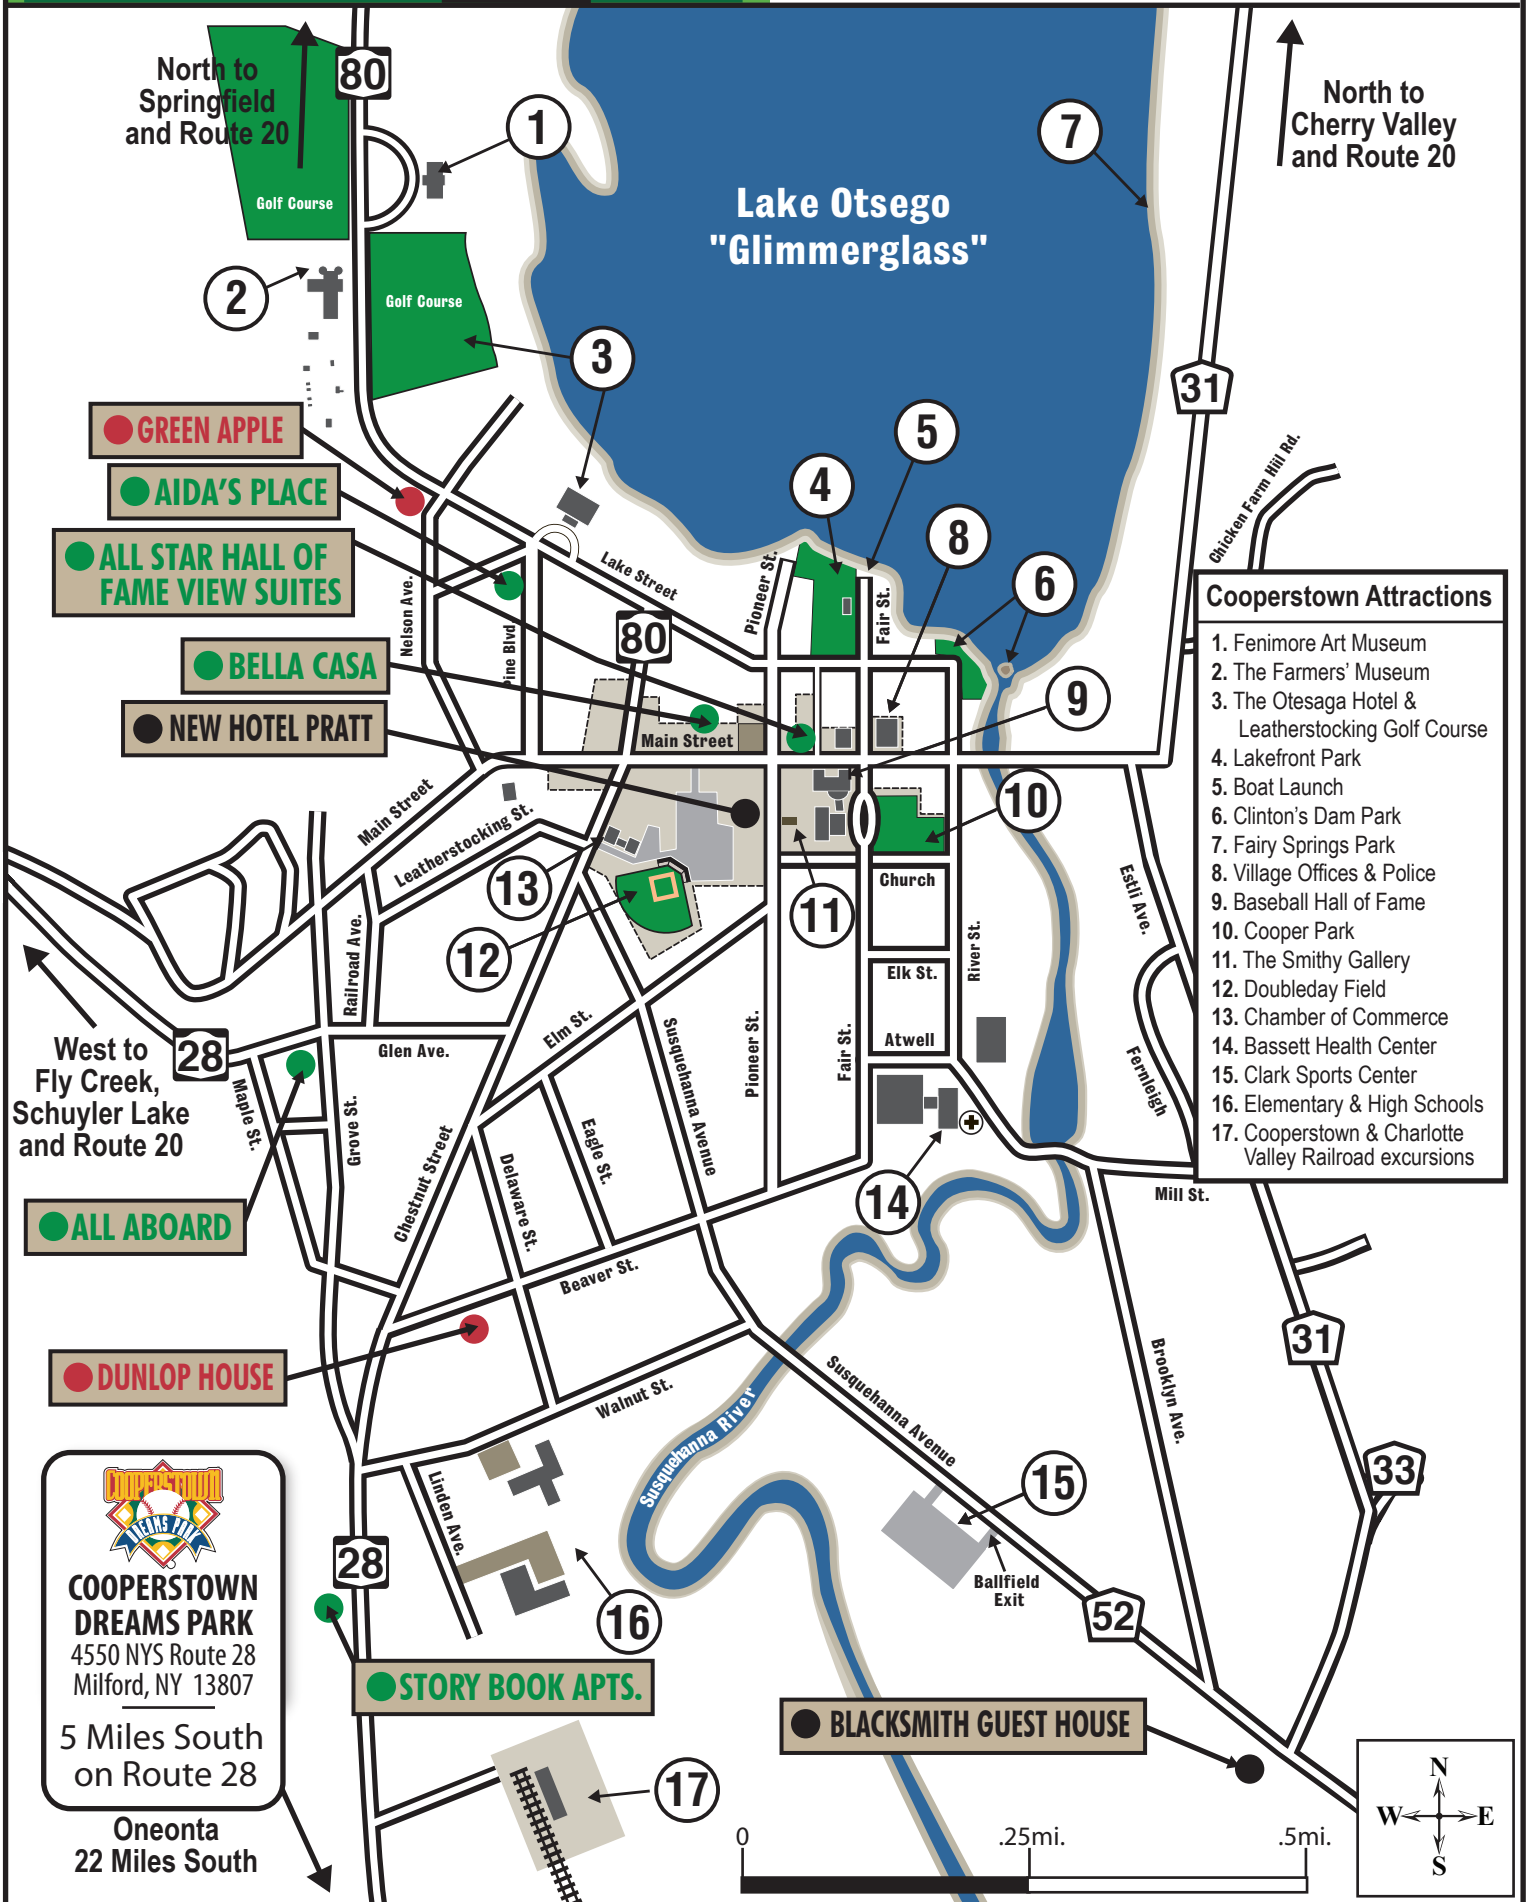 North to
Springfield
and Route 20
80
1
7
North to
Cherry Valley
and Route 20
Golf Course
Lake Otsego
"Glimmerglass"
2
Golf Course
3
31
GREEN APPLE
5
AIDA'S PLACE
4
8
Chicken Farm Hiil Rd.
ALL STAR HALL OF
FAME VIEW SUITES
Lake Street
Pioneer St.
Fair St.
6
Nelson Ave.
Pine Blvd.
80
BELLA CASA
9
NEW HOTEL PRATT
Main Street
Cooperstown Attractions
1. Fenimore Art Museum
2. The Farmers' Museum
3. The Otesaga Hotel &
Leatherstocking Golf Course
4. Lakefront Park
5. Boat Launch
6. Clinton's Dam Park
7. Fairy Springs Park
8. Village Offices & Police
9. Baseball Hall of Fame
10. Cooper Park
11. The Smithy Gallery
12. Doubleday Field
13. Chamber of Commerce
14. Bassett Health Center
15. Clark Sports Center
16. Elementary & High Schools
17. Cooperstown & Charlotte
Valley Railroad excursions
Main Street
Leatherstocking St.
10
13
11
12
Church
Estli Ave.
Railroad Ave.
River St.
Elk St.
West to
Fly Creek,
Schuyler Lake
and Route 20
28
Glen Ave.
Elm St.
Susquehanna Avenue
Pioneer St.
Fair St.
Atwell
Fernleigh
Maple St.
Grove St.
Chestnut Street
Eagle St.
Delaware St.
14
Mill St.
ALL ABOARD
Beaver St.
31
DUNLOP HOUSE
Walnut St.
Susquehanna River
Susquehanna Avenue
Brooklyn Ave.
COOPERSTOWN
DREAMS PARK
COOPERSTOWN
DREAMS PARK
4550 NYS Route 28
Milford, NY 13807
5 Miles South
on Route 28
Linden Ave.
15
33
28
Ballfield
Exit
16
52
STORY BOOK APTS.
BLACKSMITH GUEST HOUSE
17
Oneonta
22 Miles South
0 .25mi. .5mi.
N
W E
S